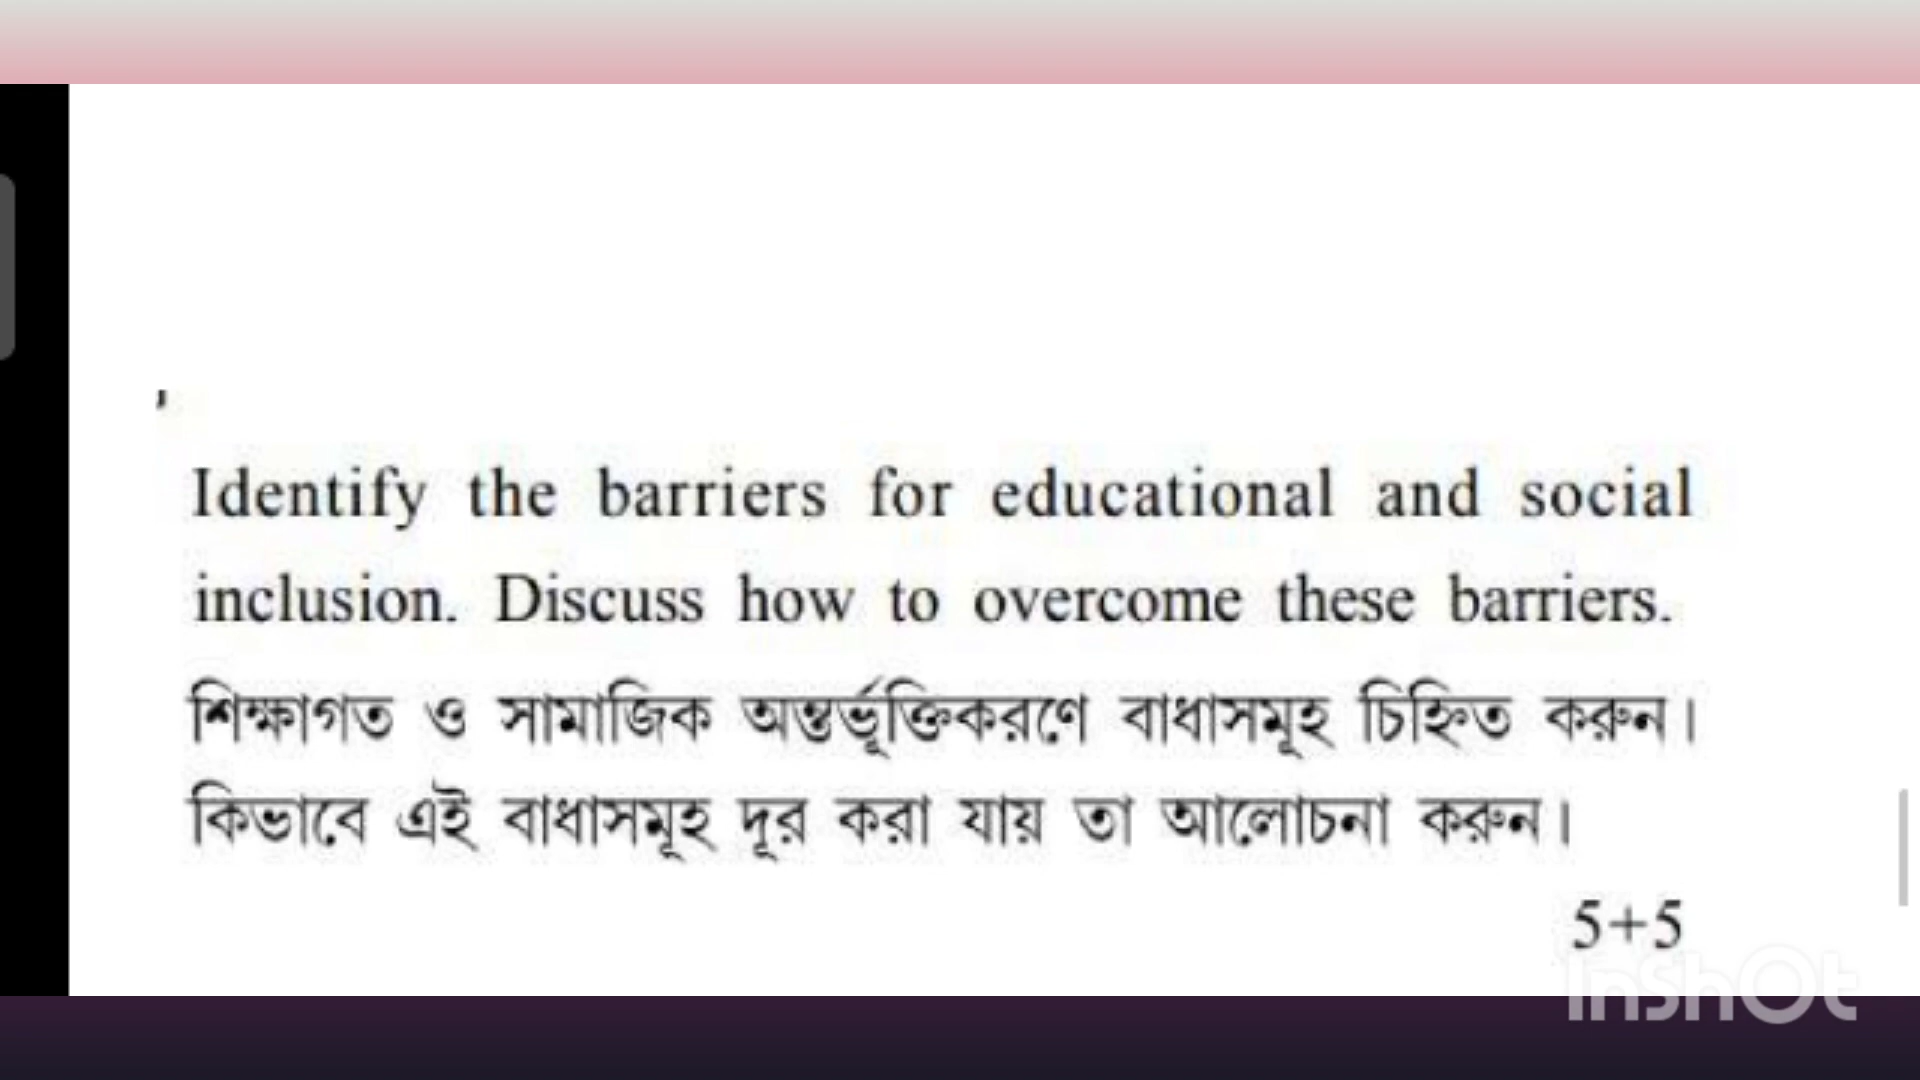 Identify the barriers for educational and social
inclusion. Discuss how to overcome these barriers.
শিক্ষাগত ও সামাজিক অন্তর্ভূক্তিকরণে বাধাসমূহ চিহ্নিত করুন।
কিভাবে এই বাধাসমূহ দূর করা যায় তা আলোচনা করুন।
5+5
InShOt